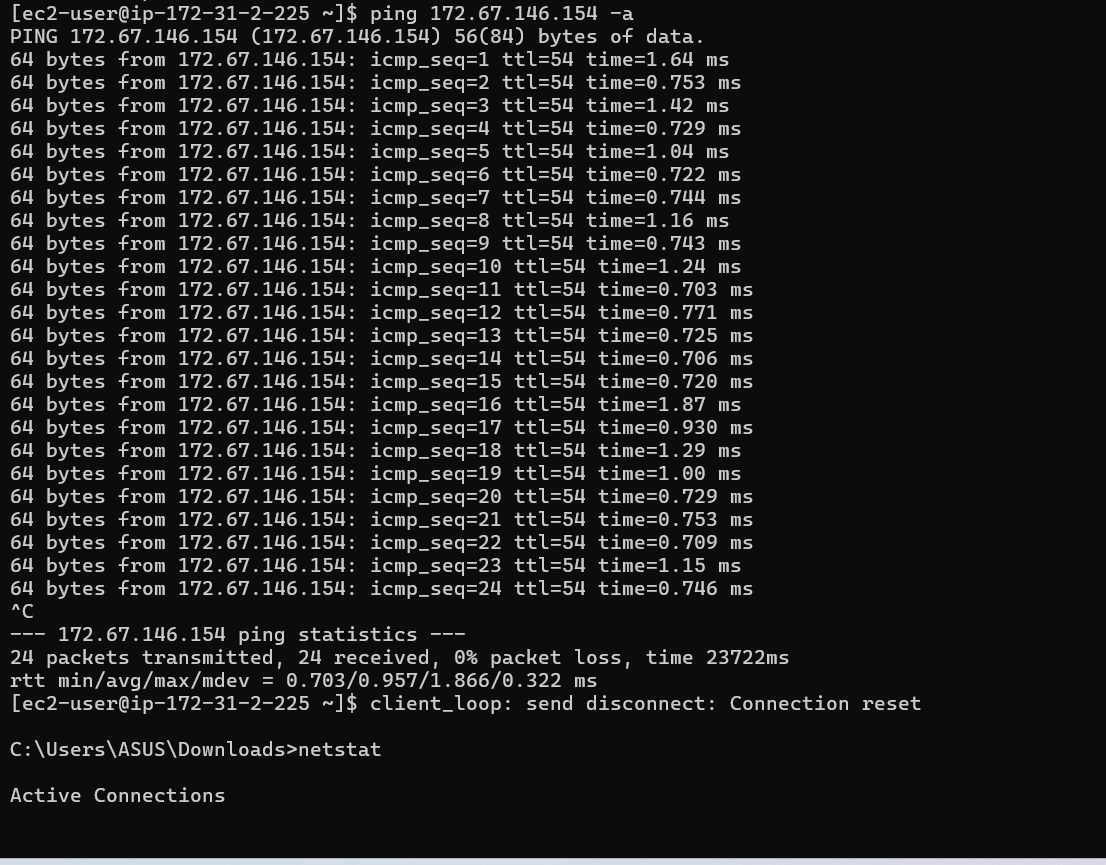 [ec2-user@ip-172-31-2-225 ~]$ ping 172.67.146.154 -a
PING 172.67.146.154 (172.67.146.154) 56(84) bytes of data.
64 bytes from 172.67.146.154: icmp_seq=1 ttl=54 time=1.64 ms
64 bytes from 172.67.146.154: icmp_seq=2 ttl=54 time=0.753 ms
64 bytes from 172.67.146.154: icmp_seq=3 ttl=54 time=1.42 ms
64 bytes from 172.67.146.154: icmp_seq=4 ttl=54 time=0.729 ms
64 bytes from 172.67.146.154: icmp_seq=5 ttl=54 time=1.04 ms
64 bytes from 172.67.146.154: icmp_seq=6 ttl=54 time=0.722 ms
64 bytes from 172.67.146.154: icmp_seq=7 ttl=54 time=0.744 ms
64 bytes from 172.67.146.154: icmp_seq=8 ttl=54 time=1.16 ms
64 bytes from 172.67.146.154: icmp_seq=9 ttl=54 time=0.743 ms
64 bytes from 172.67.146.154: icmp_seq=10 ttl=54 time=1.24 ms
64 bytes from 172.67.146.154: icmp_seq=11 ttl=54 time=0.703 ms
64 bytes from 172.67.146.154: icmp_seq=12 ttl=54 time=0.771 ms
64 bytes from 172.67.146.154: icmp_seq=13 ttl=54 time=0.725 ms
64 bytes from 172.67.146.154: icmp_seq=14 ttl=54 time=0.706 ms
64 bytes from 172.67.146.154: icmp_seq=15 ttl=54 time=0.720 ms
64 bytes from 172.67.146.154: icmp_seq=16 ttl=54 time=1.87 ms
64 bytes from 172.67.146.154: icmp_seq=17 ttl=54 time=0.930 ms
64 bytes from 172.67.146.154: icmp_seq=18 ttl=54 time=1.29 ms
64 bytes from 172.67.146.154: icmp_seq=19 ttl=54 time=1.00 ms
64 bytes from 172.67.146.154: icmp_seq=20 ttl=54 time=0.729 ms
64 bytes from 172.67.146.154: icmp_seq=21 ttl=54 time=0.753 ms
64 bytes from 172.67.146.154: icmp_seq=22 ttl=54 time=0.709 ms
64 bytes from 172.67.146.154: icmp_seq=23 ttl=54 time=1.15 ms
64 bytes from 172.67.146.154: icmp_seq=24 ttl=54 time=0.746 ms
^C
--- 172.67.146.154 ping statistics ---
24 packets transmitted, 24 received, 0% packet loss, time 23722ms
rtt min/avg/max/mdev = 0.703/0.957/1.866/0.322 ms
[ec2-user@ip-172-31-2-225 ~]$ client_loop: send disconnect: Connection reset
C:\Users\ASUS\Downloads>netstat
Active Connections